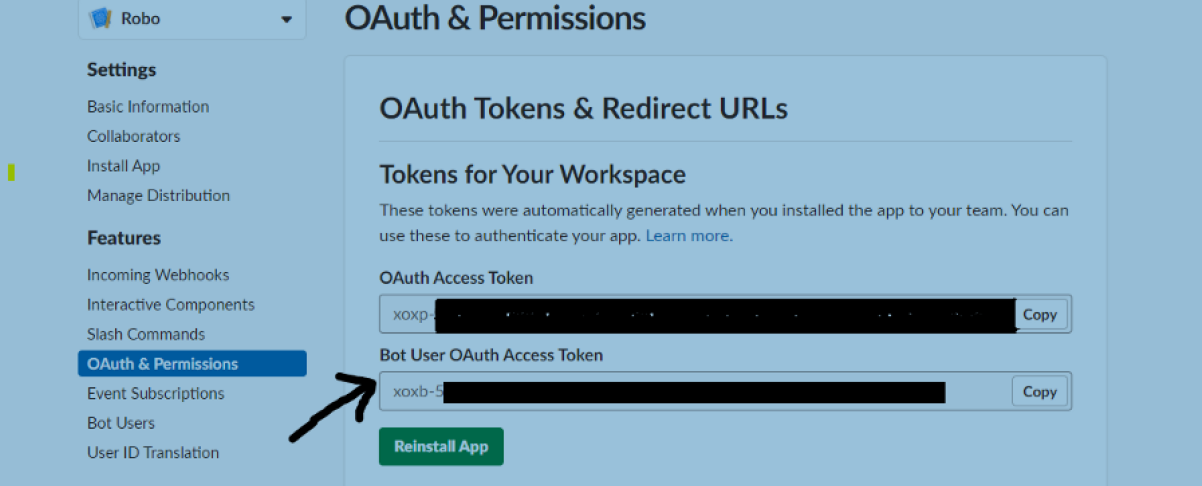 Robo
Settings
Basic Information
Collaborators
Install App
Manage Distribution
Features
Incoming Webhooks
Interactive Components
Slash Commands
OAuth & Permissions
Event Subscriptions
Bot Users
User ID Translation
OAuth & Permissions
OAuth Tokens & Redirect URLs
Tokens for Your Workspace
These tokens were automatically generated when you installed the app to your team. You can
use these to authenticate your app. Learn more.
OAuth Access Token
xoxp- Copy
Bot User OAuth Access Token
xoxb-5 Copy
Reinstall App